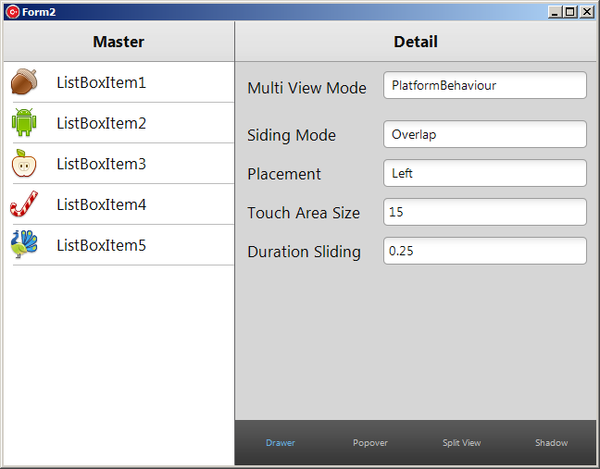 Form2
Master
Detail
ListBoxItem1
ListBoxItem2
ListBoxItem3
ListBoxItem4
ListBoxItem5
Multi View Mode PlatformBehaviour
Siding Mode Overlap
Placement Left
Touch Area Size 15
Duration Sliding 0.25
Drawer Popover Split View Shadow